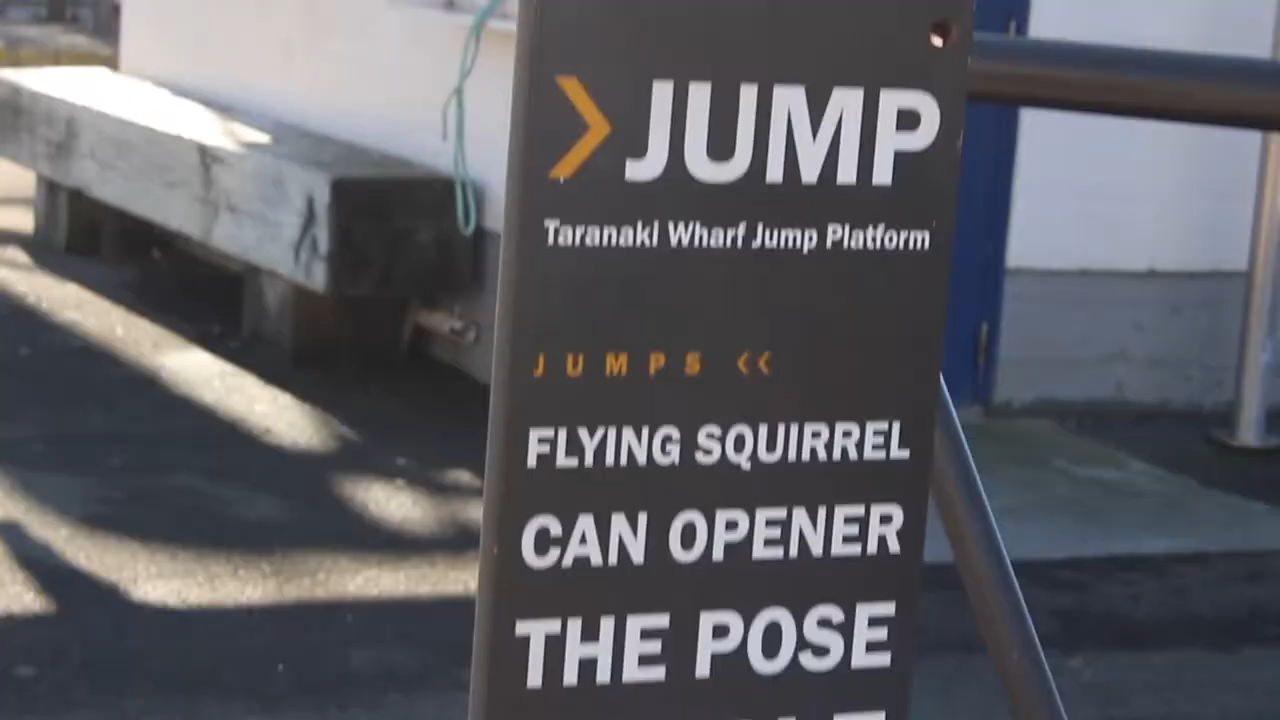 JUMP
Taranaki Wharf Jump Platform
JUMPS <<
FLYING SQUIRREL
CAN OPENER
THE POSE